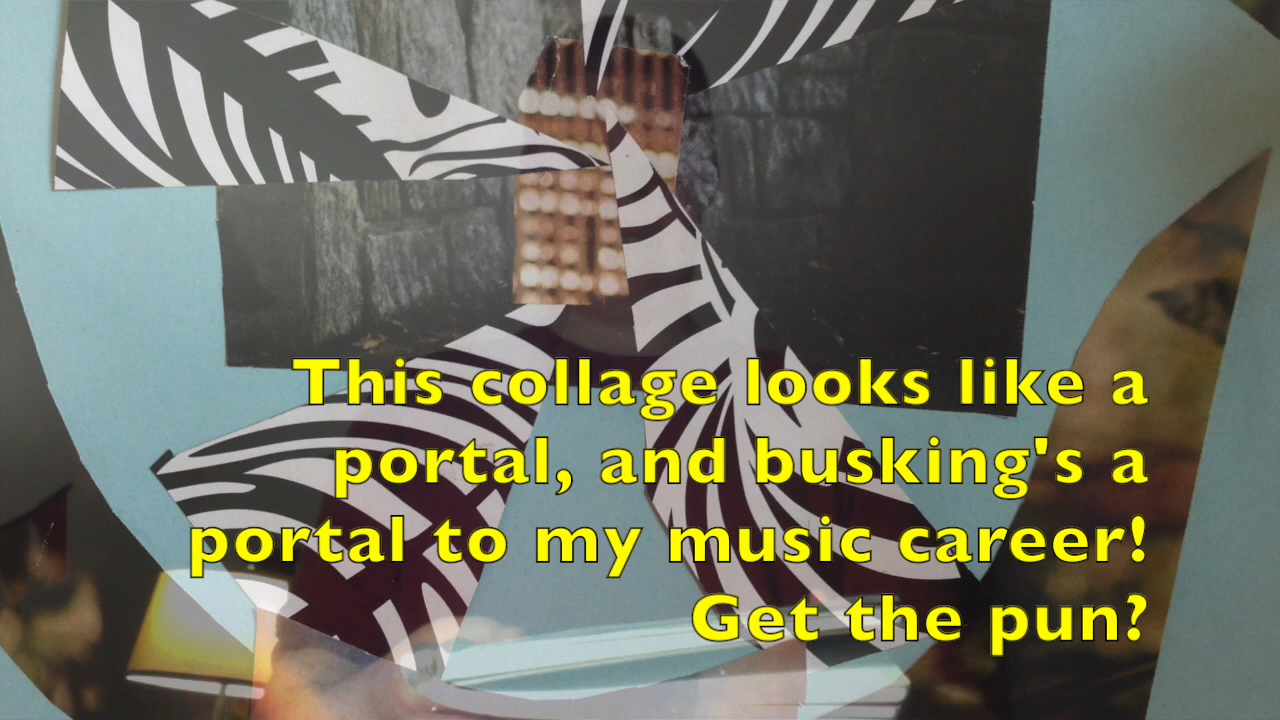 This collage looks like a
portal, and busking's a
portal to my music career!
Get the pun?